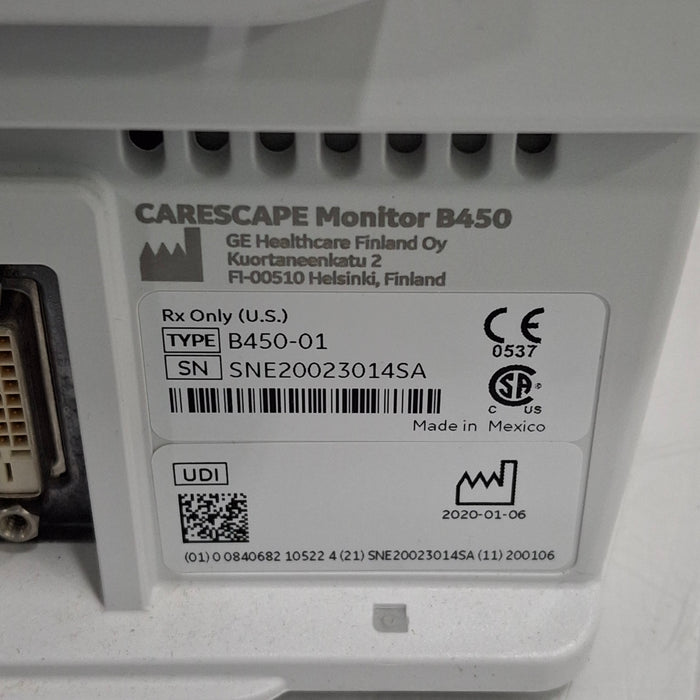 CARESCAPE Monitor B450
GE Healthcare Finland Oy
Kuortaneenkatu 2
FI-00510 Helsinki, Finland
Rx Only (U.S.)
TYPE B450-01
SN SNE20023014SA
CE
0537
CSA
C US
Made in Mexico
UDI
2020-01-06
(01) 0 0840682 10522 4 (21) SNE20023014SA (11) 200106